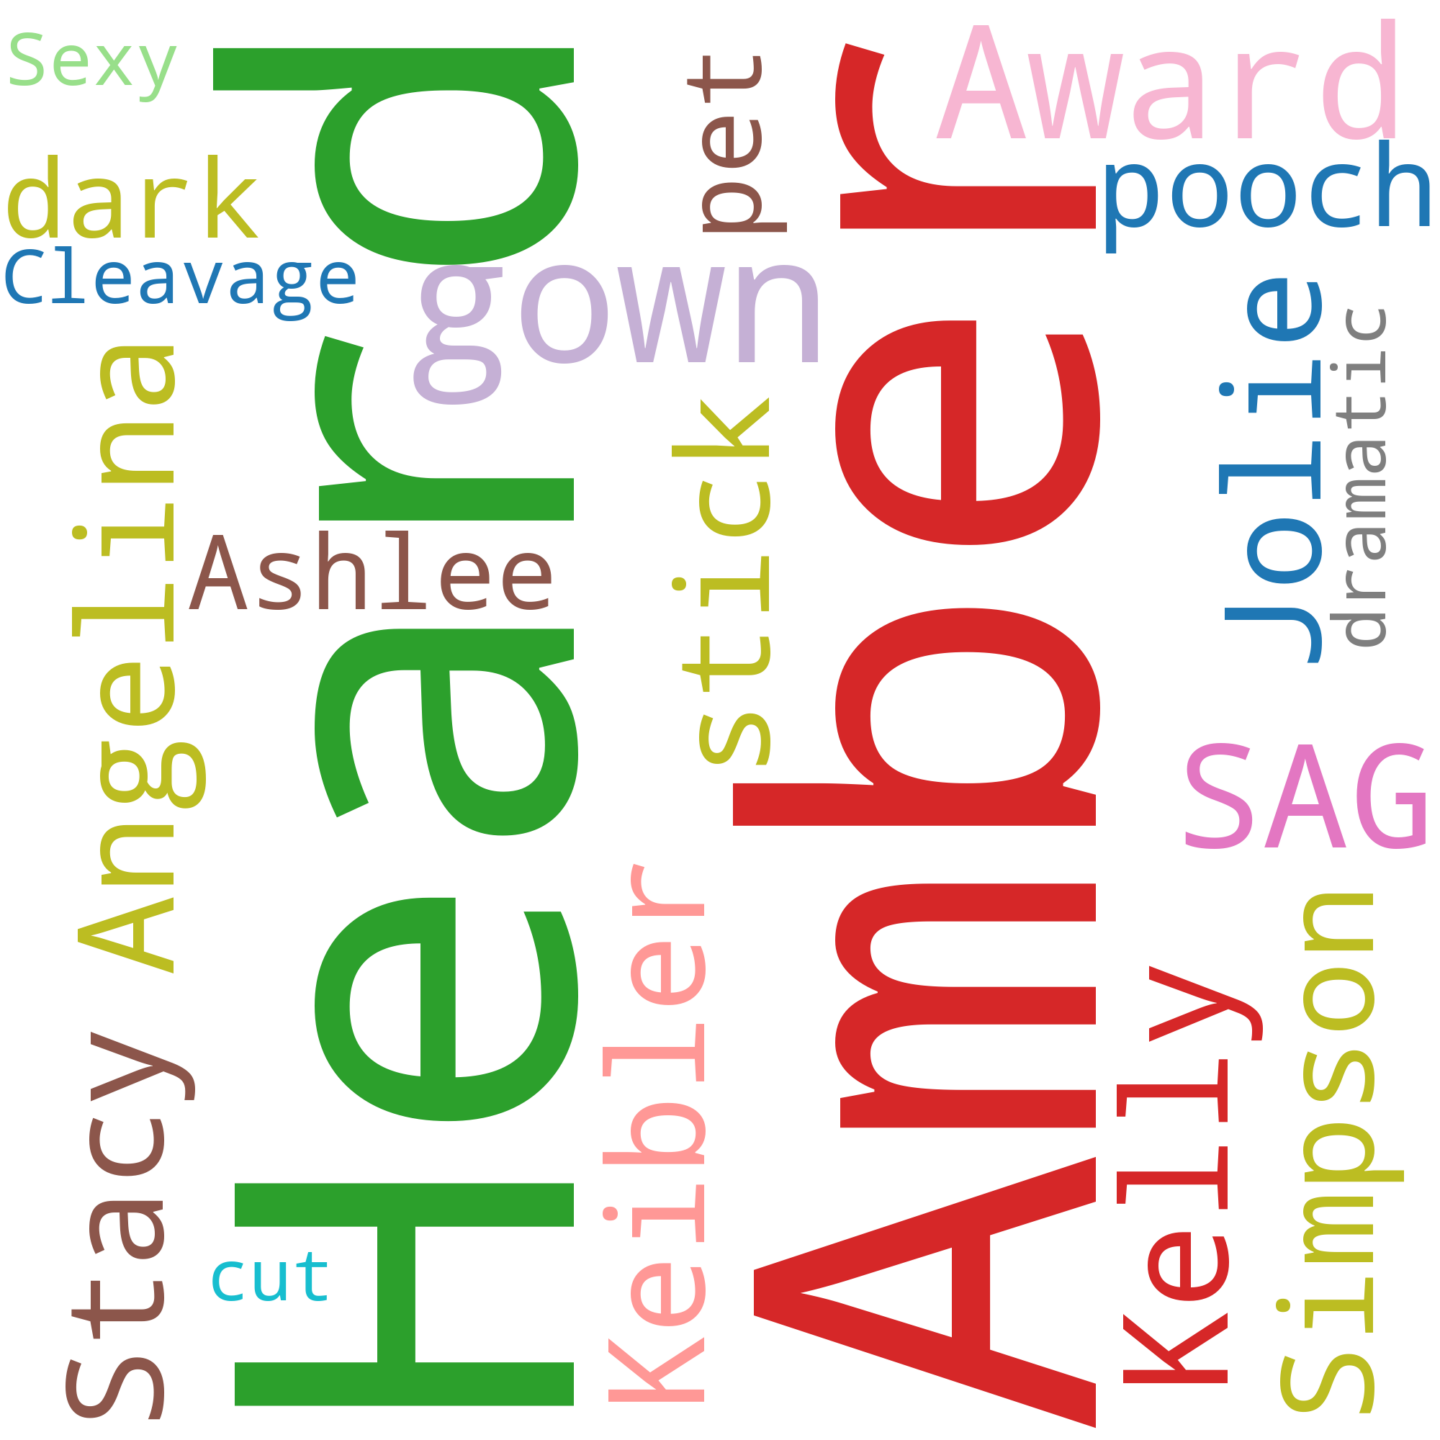 Sexy
dark
Cleavage
Angelina
Stacy
Heard
Ashlee
cut
gown
pet
stick
Keibler
Amber
Award
pooch
Jolie
dramatic
SAG
Kelly
Simpson